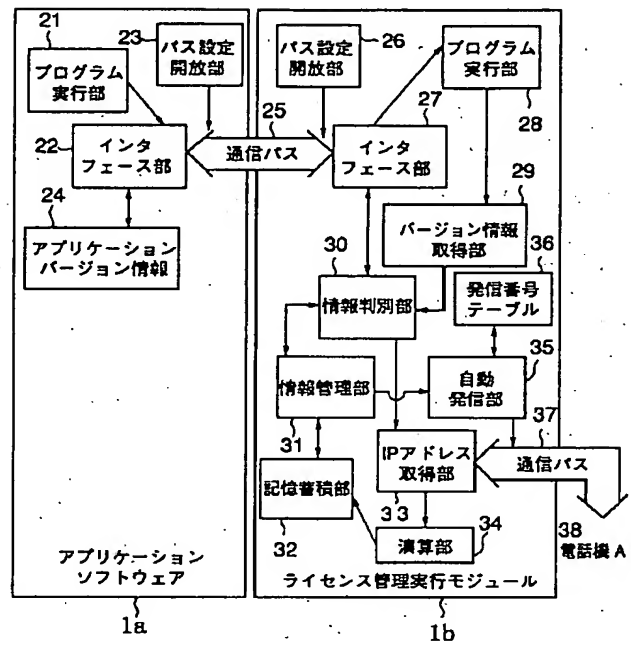 21
プログラム
実行部
23
パス設定
開放部
22
インタ
フェース部
24
アプリケーション
バージョン情報
アプリケーション
ソフトウェア
1a
25
通信パス
パス設定
開放部
26
プログラム
実行部
28
27
インタ
フェース部
29
バージョン情報
取得部
30
情報判別部
36
発信番号
テーブル
情報管理部
31
自動
発信部
35
37
通信パス
IPアドレス
取得部
33
記憶蓄積部
32
演算部
34
38
電話機A
ライセンス管理実行モジュール
1b